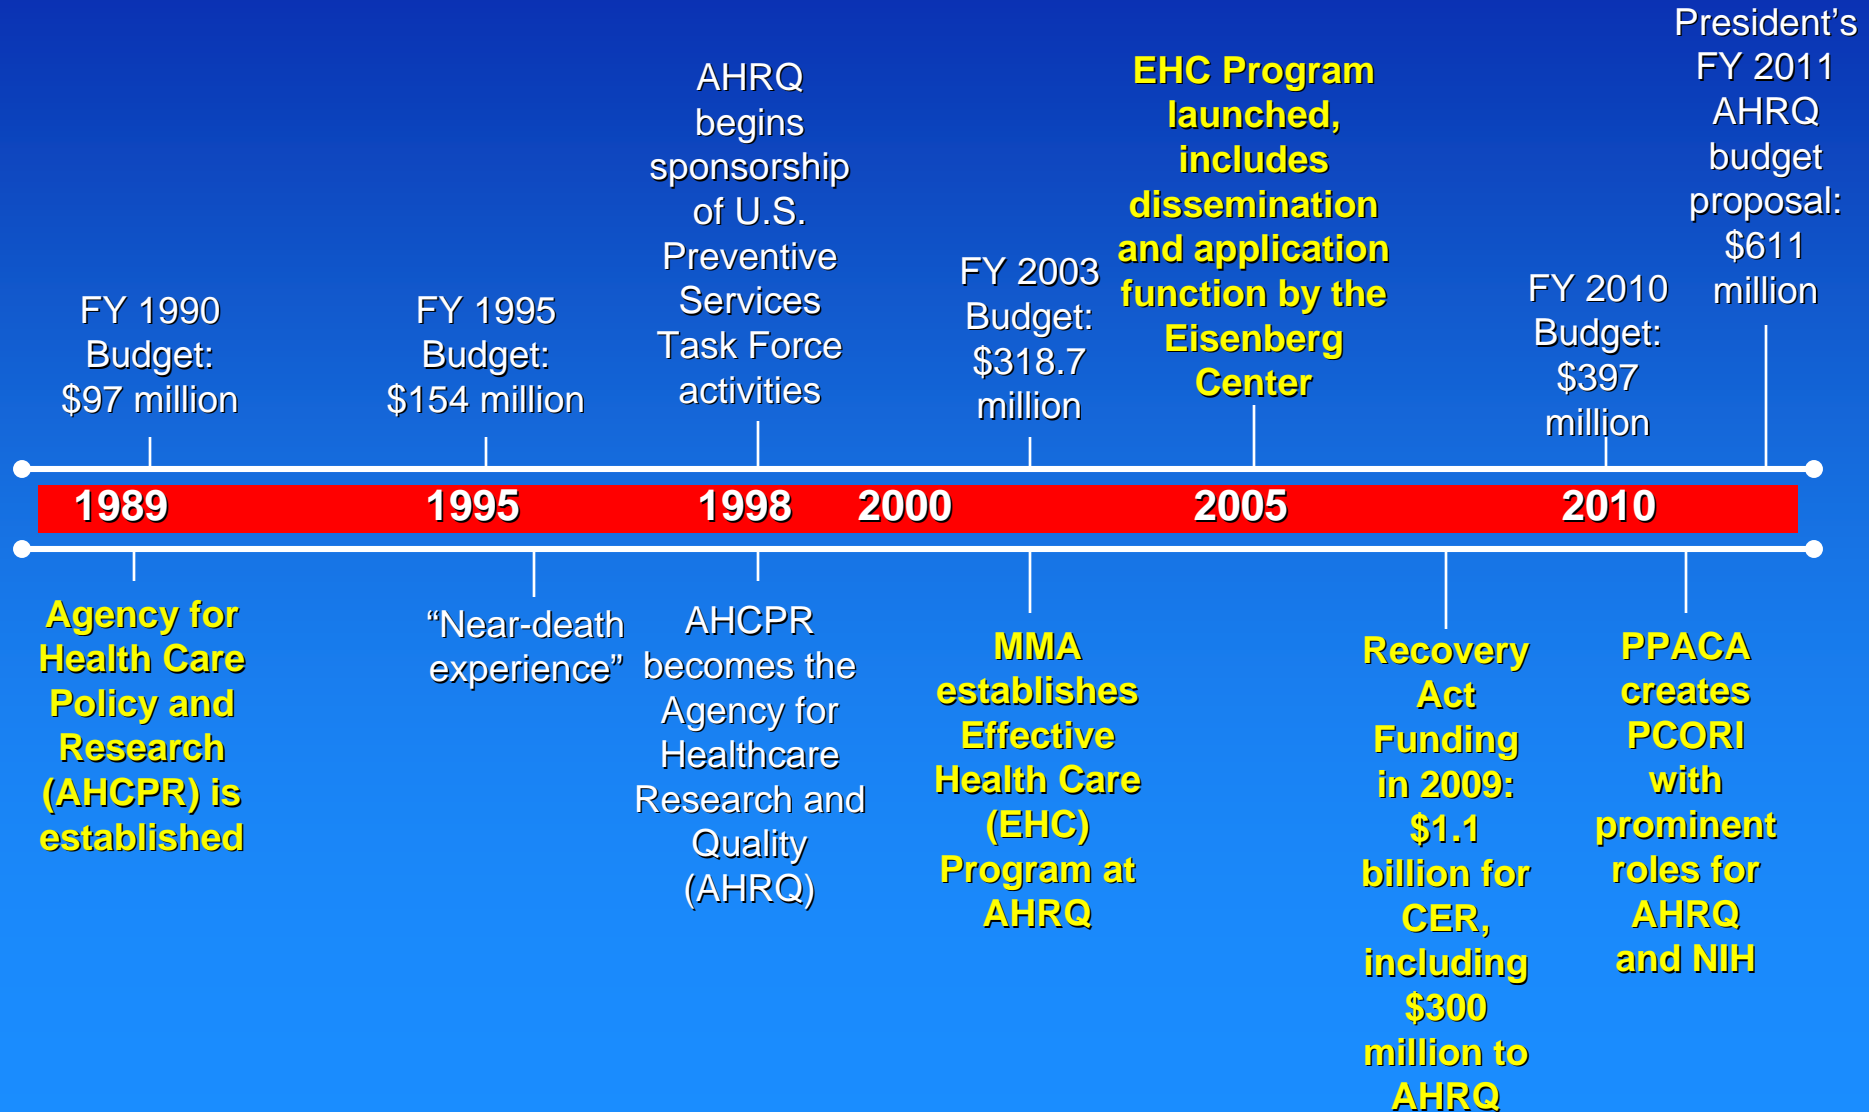 FY 1990
Budget:
$97 million
FY 1995
Budget:
$154 million
AHRQ
begins
sponsorship
of U.S.
Preventive
Services
Task Force
activities
FY 2003
Budget:
$318.7
million
EHC Program
launched,
includes
dissemination
and application
function by the
Eisenberg
Center
FY 2010
Budget:
$397
million
President’s
FY 2011
AHRQ
budget
proposal:
$611
million
1989 1995 1998 2000 2005 2010
Agency for
Health Care
Policy and
Research
(AHCPR) is
established
“Near-death
experience”
AHCPR
becomes the
Agency for
Healthcare
Research and
Quality
(AHRQ)
MMA
establishes
Effective
Health Care
(EHC)
Program at
AHRQ
Recovery
Act
Funding
in 2009:
$1.1
billion for
CER,
including
$300
million to
AHRQ
PPACA
creates
PCORI
with
prominent
roles for
AHRQ
and NIH